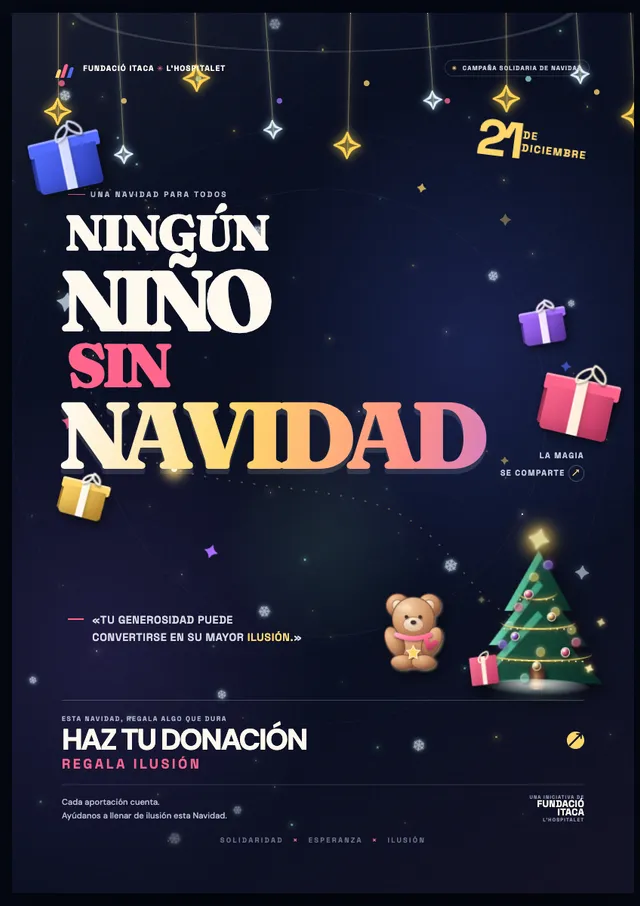 FUNDACIÓ ITACA ✶ L'HOSPITALET
CAMPAÑA SOLIDARIA DE NAVIDAD
21 DE
DICIEMBRE
UNA NAVIDAD PARA TODOS
NINGÚN
NIÑO
SIN
NAVIDAD
LA MAGIA
SE COMPARTE
«TU GENEROSIDAD PUEDE
CONVERTIRSE EN SU MAYOR ILUSIÓN.»
ESTA NAVIDAD, REGALA ALGO QUE DURA
HAZ TU DONACIÓN
REGALA ILUSIÓN
Cada aportación cuenta.
Ayúdanos a llenar de ilusión esta Navidad.
UNA INICIATIVA DE
FUNDACIÓ
ITACA
L'HOSPITALET
SOLIDARIDAD ✶ ESPERANZA ✶ ILUSIÓN